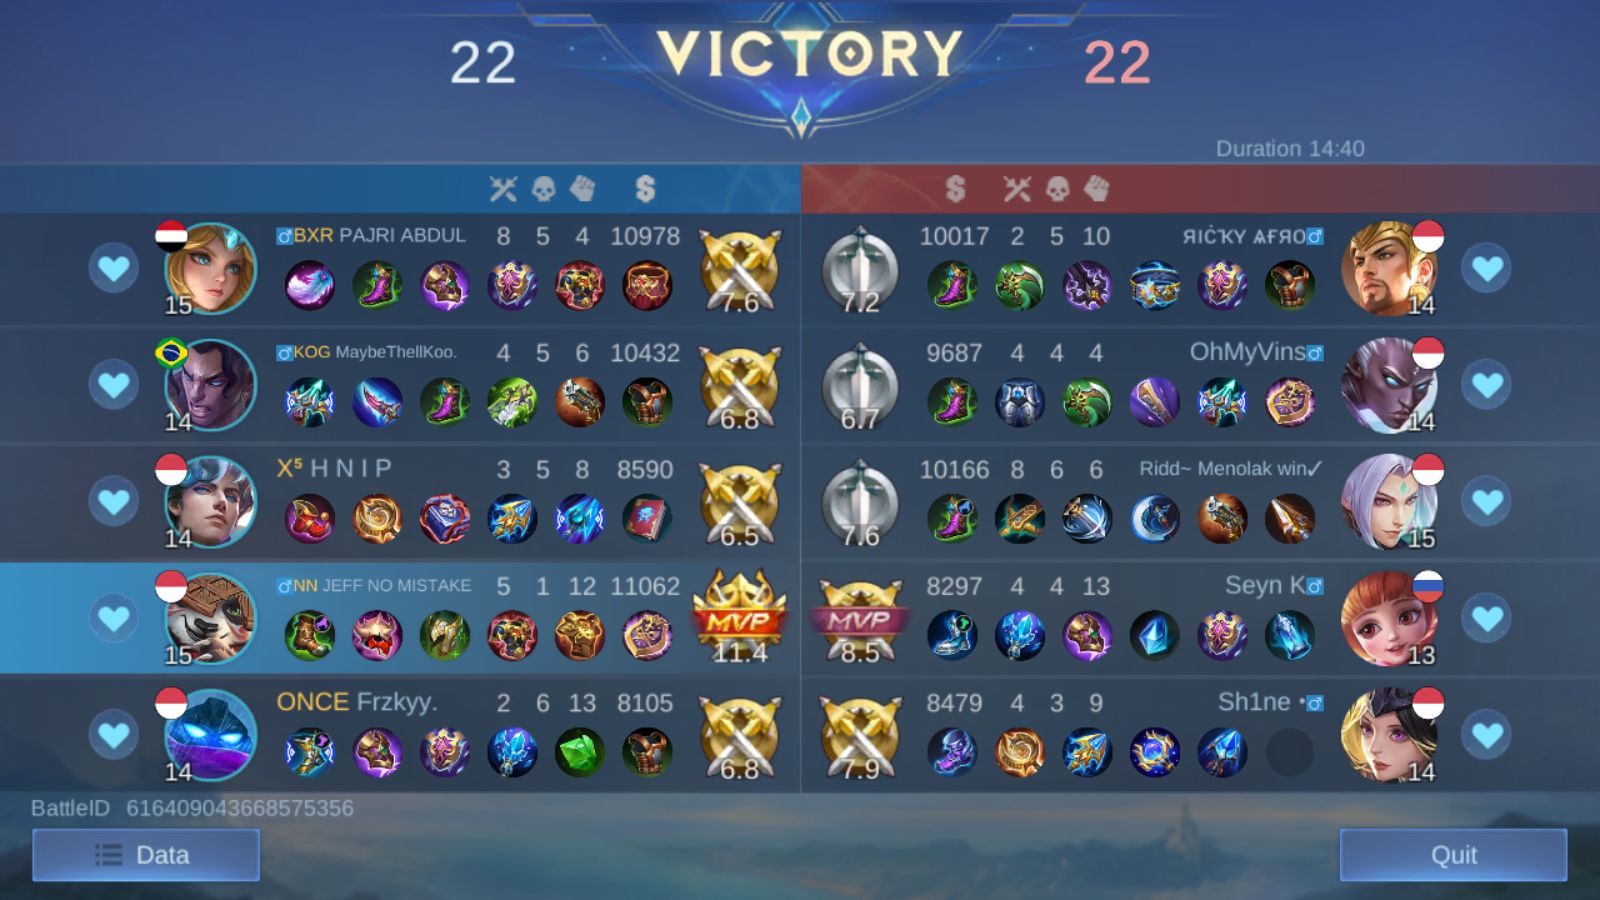 22 VICTORY 22
Duration 14:40
BXR PAJRI ABDUL 8 5 4 10978
15 7.6
10017 2 5 10 ЯIĊҠY ѦҒЯО
7.2 14
KOG MaybeThellKoo. 4 5 6 10432
14 6.8
9687 4 4 4 OhMyVins
6.7 14
X⁵ H N I P 3 5 8 8590
14 6.5
10166 8 6 6 Ridd~ Menolak win✓
7.6 15
NN JEFF NO MISTAKE 5 1 12 11062
15 MVP 11.4
8297 4 4 13 Seyn K
MVP 8.5 13
ONCE Frzkyy. 2 6 13 8105
14 6.8
8479 4 3 9 Sh1ne •
7.9 14
BattleID 616409043668575356
Data
Quit